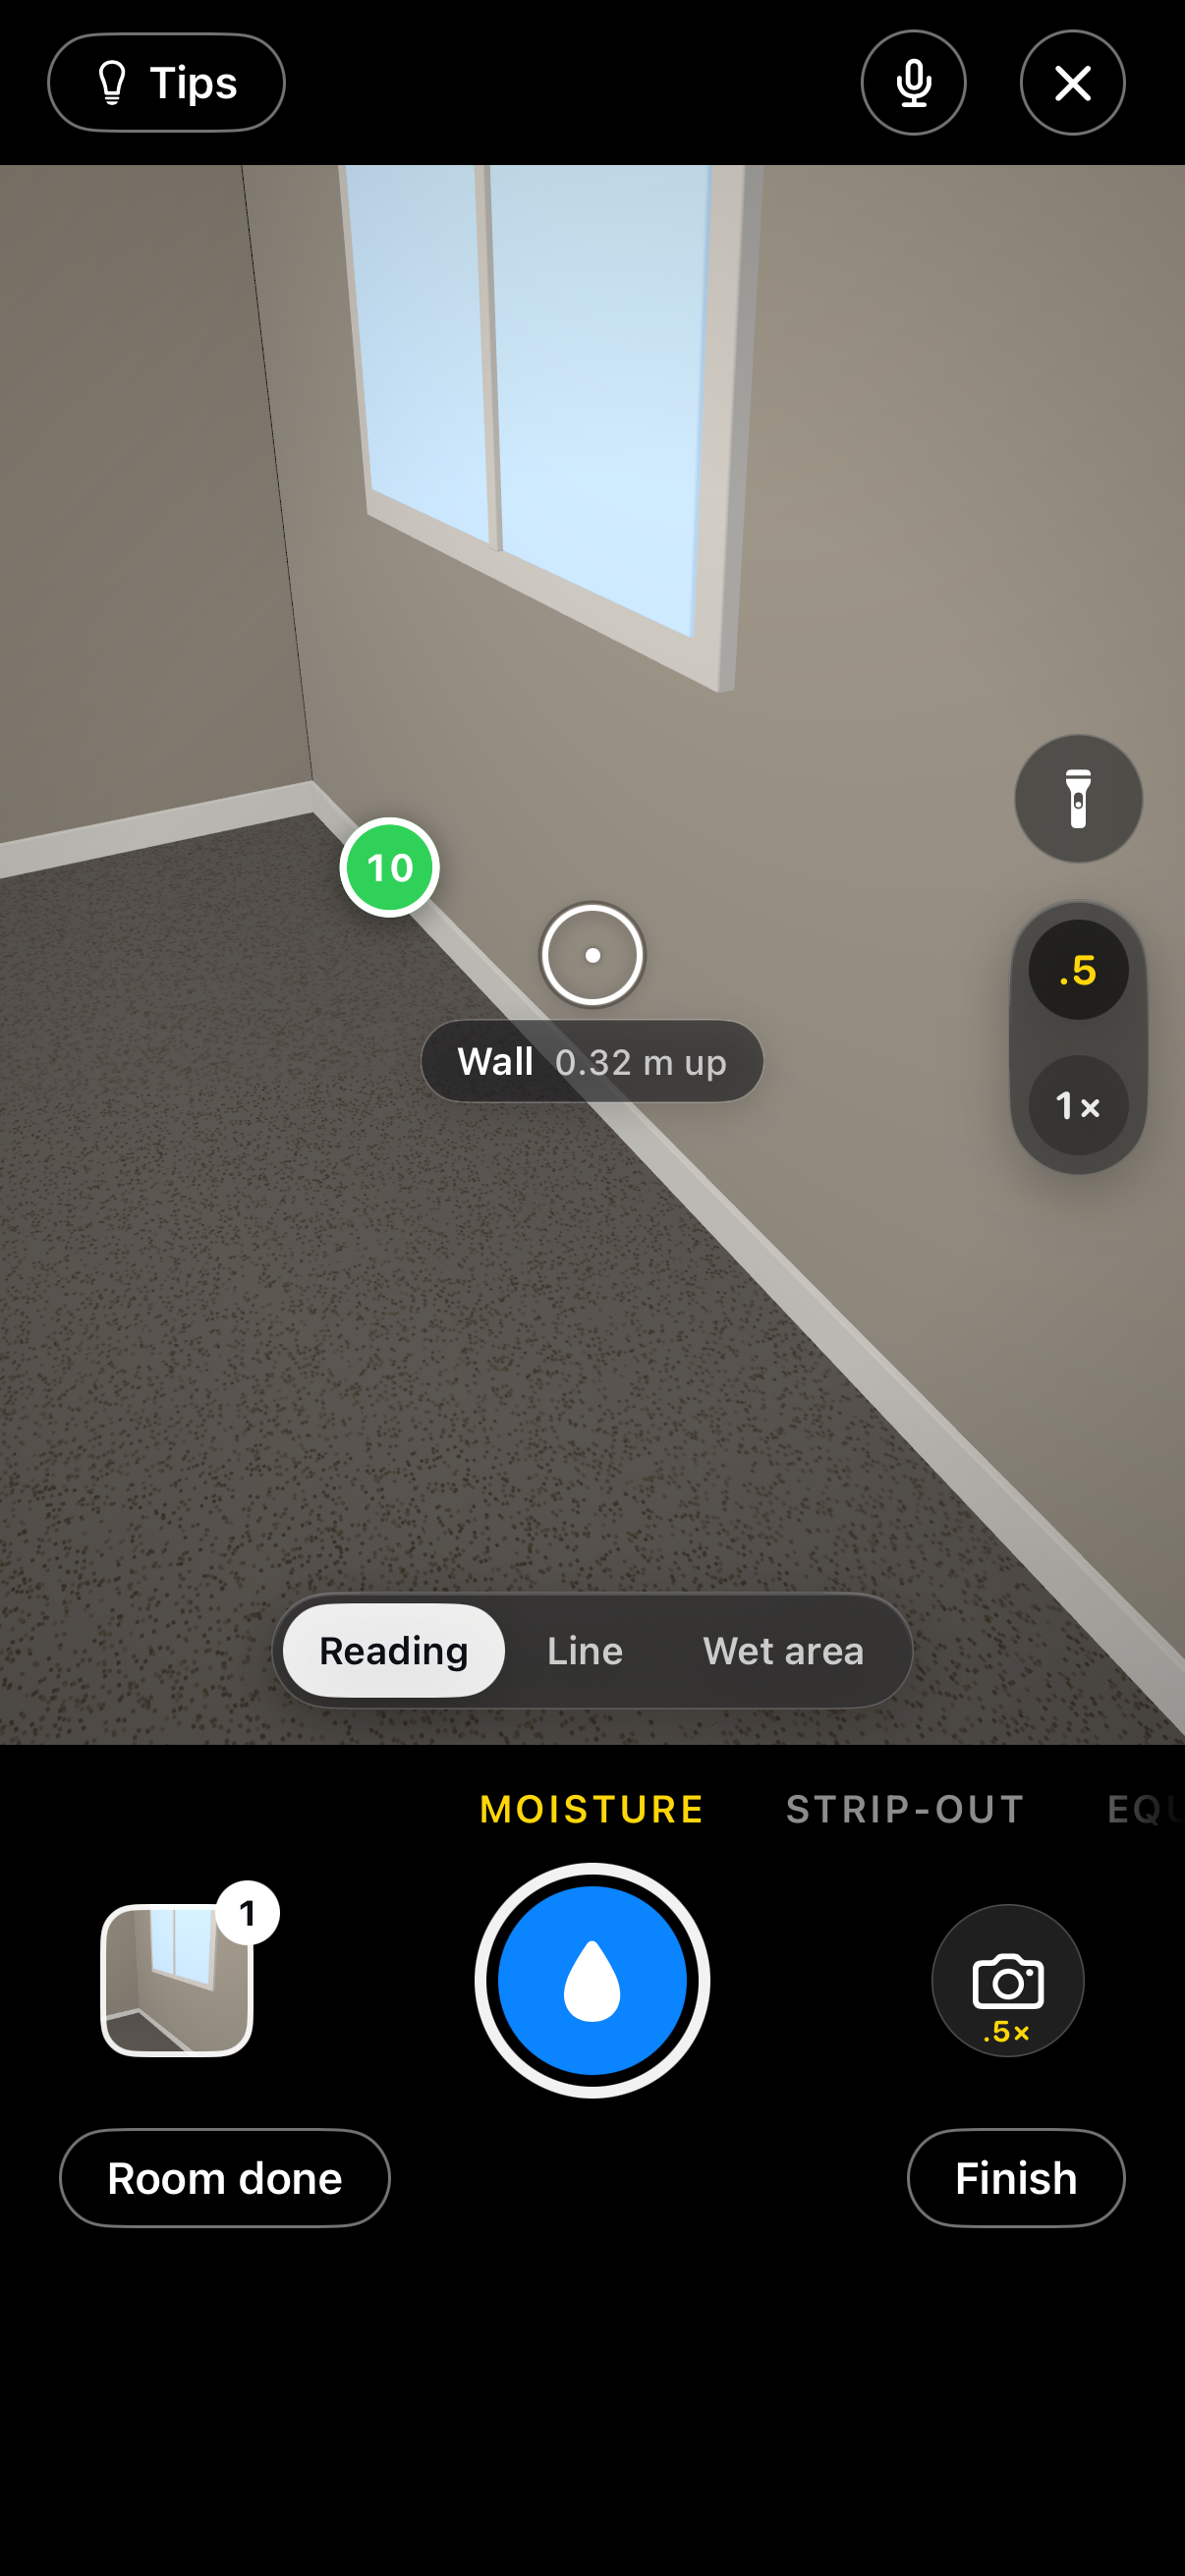 Tips
10
.5
Wall 0.32 m up
1×
Reading Line Wet area
MOISTURE STRIP-OUT EQU
1
.5×
Room done Finish